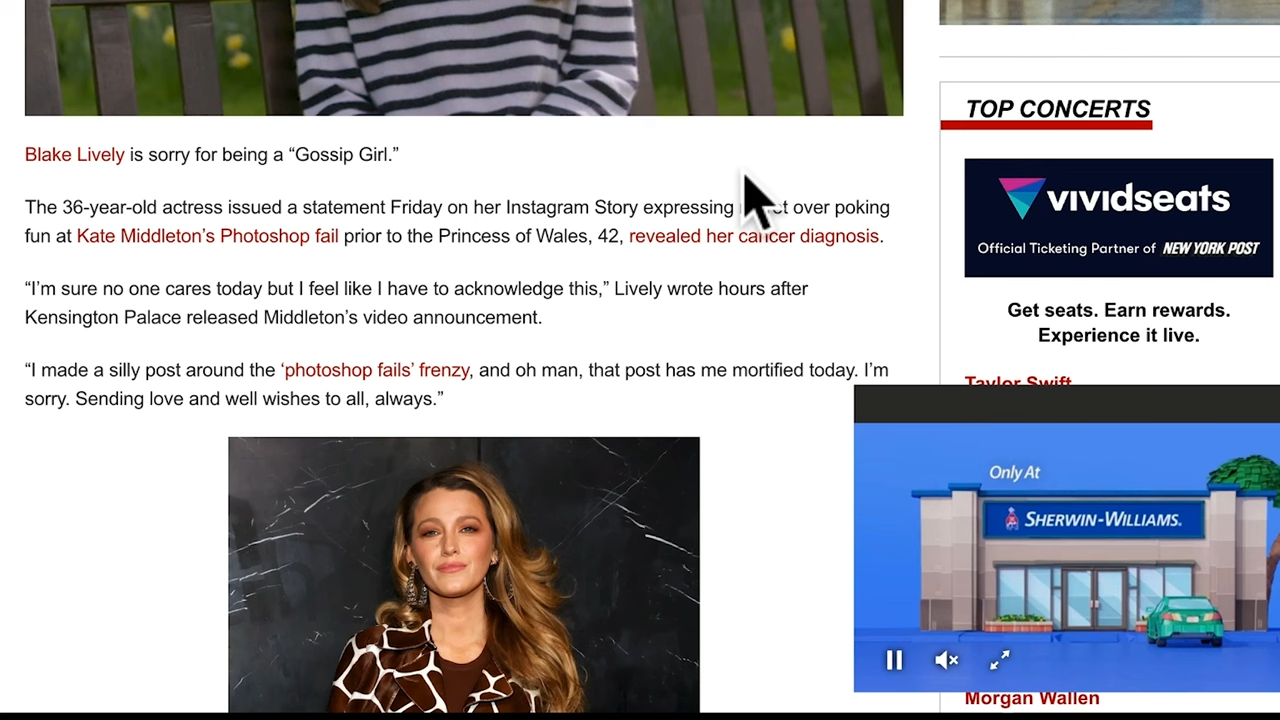 Blake Lively is sorry for being a “Gossip Girl.”
The 36-year-old actress issued a statement Friday on her Instagram Story expressing over poking
fun at Kate Middleton’s Photoshop fail prior to the Princess of Wales, 42, revealed her cancer diagnosis.
“I’m sure no one cares today but I feel like I have to acknowledge this,” Lively wrote hours after
Kensington Palace released Middleton’s video announcement.
“I made a silly post around the ‘photoshop fails’ frenzy, and oh man, that post has me mortified today. I’m
sorry. Sending love and well wishes to all, always.”
TOP CONCERTS
vividseats
Official Ticketing Partner of NEW YORK POST
Get seats. Earn rewards.
Experience it live.
Taylor Swift
Only At
SHERWIN-WILLIAMS.
Morgan Wallen